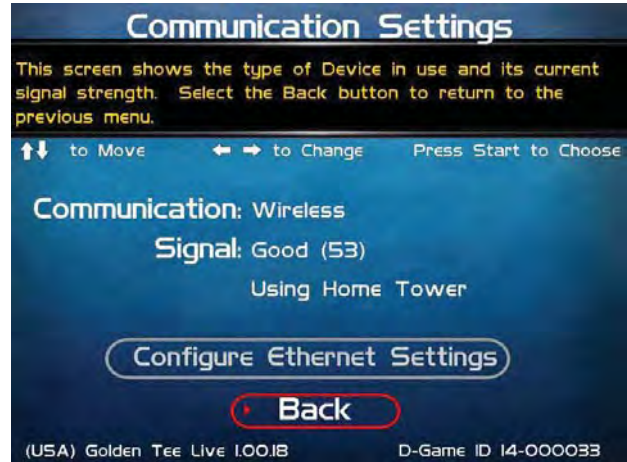 Communication Settings
This screen shows the type of Device in use and its current
signal strength. Select the Back button to return to the
previous menu.
to Move to Change Press Start to Choose
Communication: Wireless
Signal: Good (53)
Using Home Tower
Configure Ethernet Settings
Back
(USA) Golden Tee Live 1.00.18 D-Game ID 14-000033